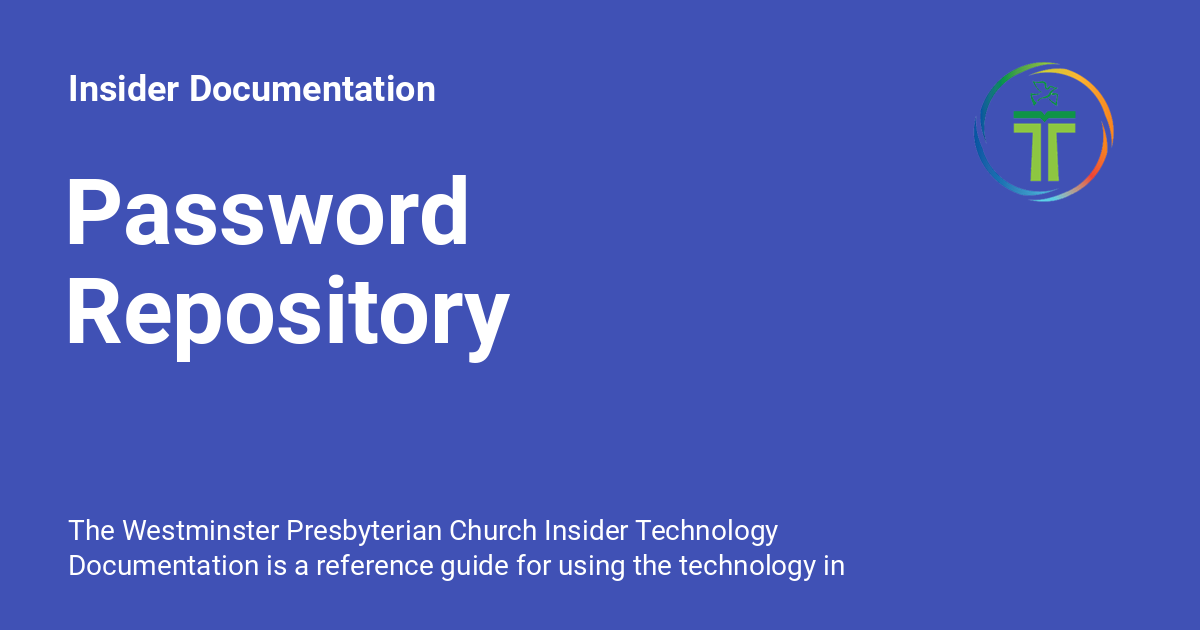 Insider Documentation
Password
Repository
The Westminster Presbyterian Church Insider Technology
Documentation is a reference guide for using the technology in